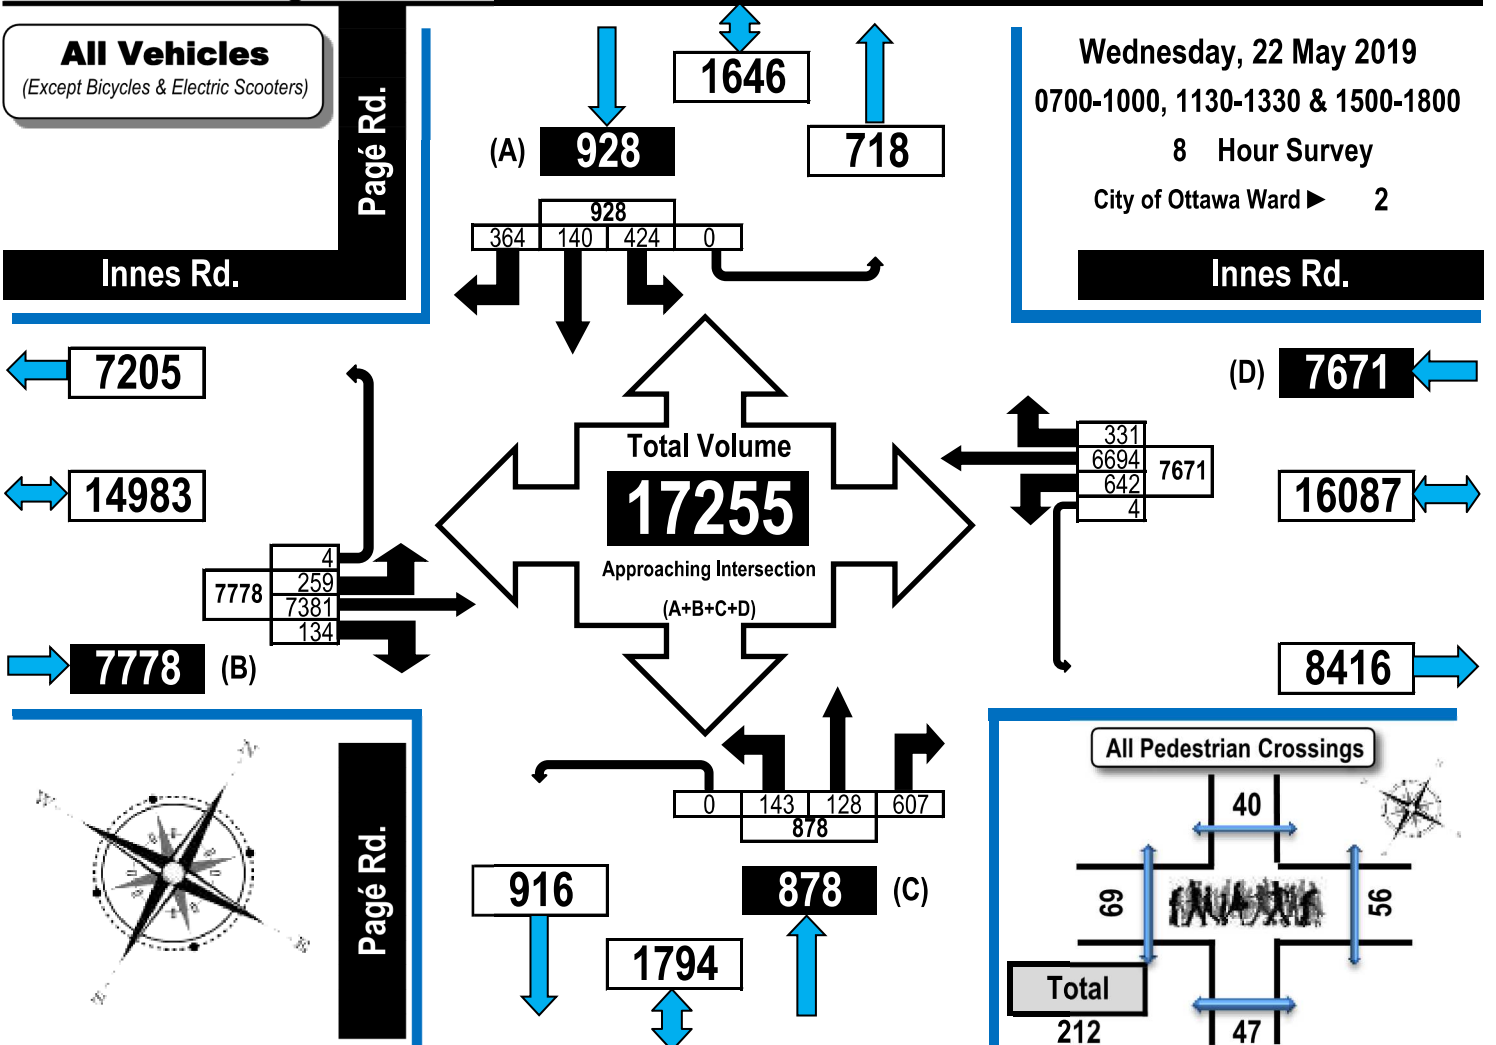 All Vehicles
(Except Bicycles & Electric Scooters)
Pagé Rd.
Innes Rd.
1646
(A) 928
718
928
364 140 424 0
Wednesday, 22 May 2019
0700-1000, 1130-1330 & 1500-1800
8 Hour Survey
City of Ottawa Ward ► 2
Innes Rd.
7205
14983
4
259
7381
134
7778
7778 (B)
Total Volume
17255
Approaching Intersection
(A+B+C+D)
(D) 7671
331
6694
642
4
7671
16087
8416
N
W
E
S
Pagé Rd.
0 143 128 607
878
916
878 (C)
1794
All Pedestrian Crossings
40
69
56
Total
212
47